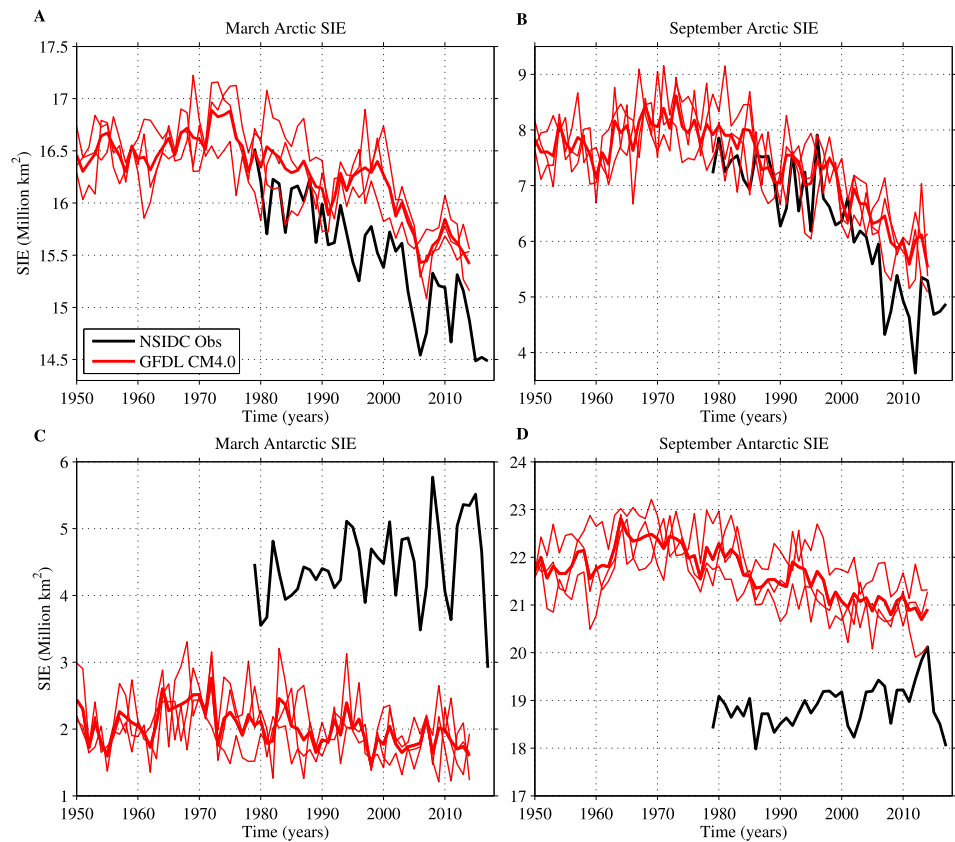 A
March Arctic SIE
17.5
17
16.5
16
15.5
15
14.5
SIE (Million km2)
NSIDC Obs
GFDL CM4.0
1950 1960 1970 1980 1990 2000 2010
Time (years)
B
September Arctic SIE
9
8
7
6
5
4
1950 1960 1970 1980 1990 2000 2010
Time (years)
C
March Antarctic SIE
6
5
4
3
2
1
SIE (Million km2)
1950 1960 1970 1980 1990 2000 2010
Time (years)
D
September Antarctic SIE
24
23
22
21
20
19
18
17
1950 1960 1970 1980 1990 2000 2010
Time (years)